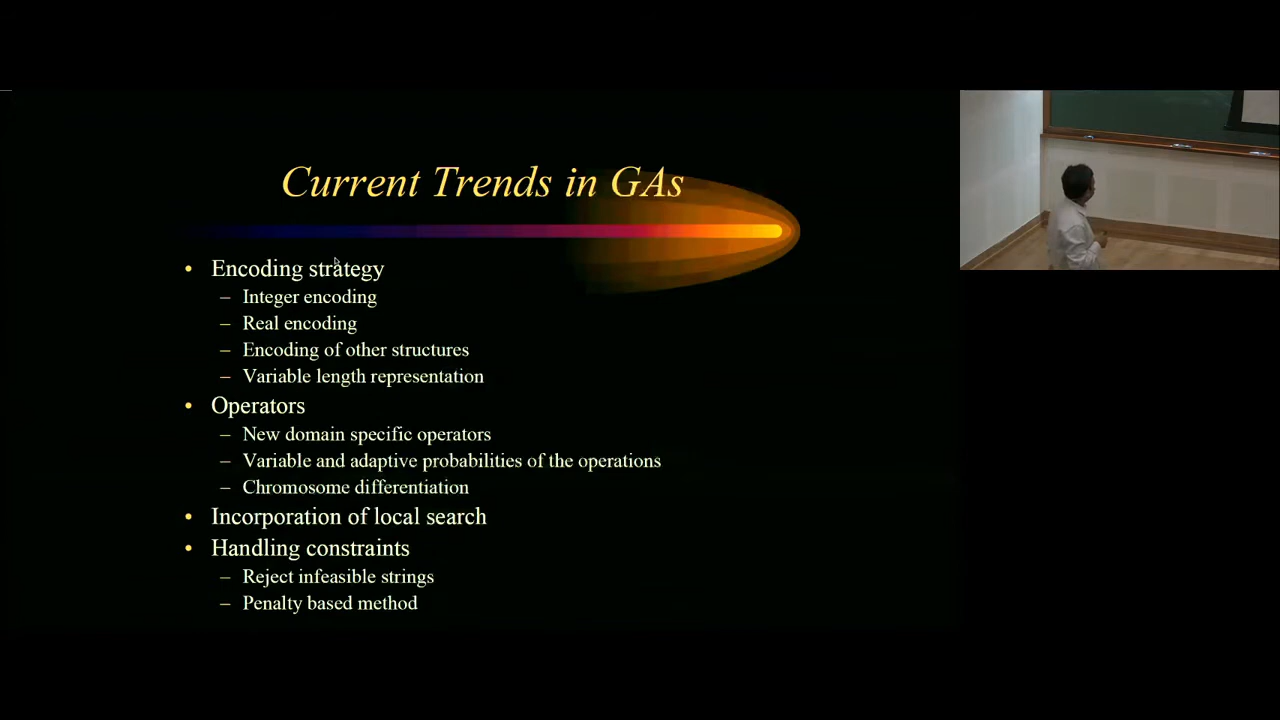 Current Trends in GAs
• Encoding strategy
– Integer encoding
– Real encoding
– Encoding of other structures
– Variable length representation
• Operators
– New domain specific operators
– Variable and adaptive probabilities of the operations
– Chromosome differentiation
• Incorporation of local search
• Handling constraints
– Reject infeasible strings
– Penalty based method